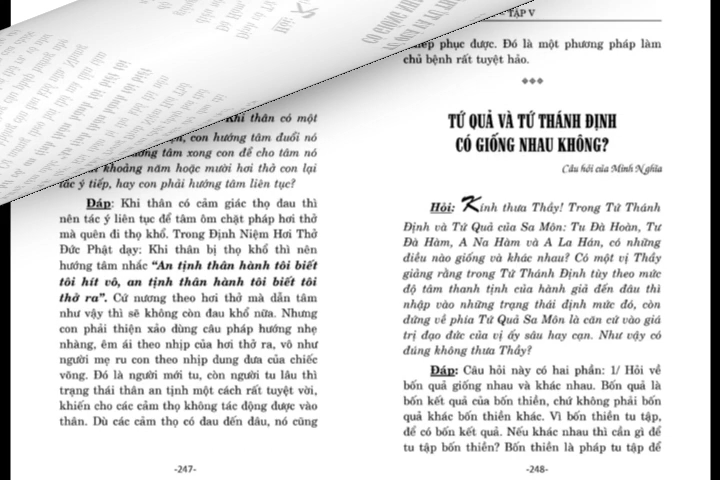 Khi thân có một
con hướng tâm đuổi nó
tâm xong con để cho tâm nó
khoảng năm hoặc mười hơi thở con lại
tác ý tiếp, hay con phải hướng tâm liên tục?
Đáp: Khi thân có cảm giác thọ đau thì
nên tác ý liên tục để tâm ôm chặt pháp hơi thở
mà quên đi thọ khổ. Trong Định Niệm Hơi Thở
Đức Phật dạy: Khi thân bị thọ khổ thì nên
hướng tâm nhắc “An tịnh thân hành tôi biết
tôi hít vô, an tịnh thân hành tôi biết tôi
thở ra”. Cứ nương theo hơi thở mà dẫn tâm
như vậy thì sẽ không còn đau khổ nữa. Nhưng
con phải thiện xảo dùng câu pháp hướng nhẹ
nhàng, êm ái theo nhịp của hơi thở ra, vô như
người mẹ ru con theo nhịp đung đưa của chiếc
võng. Đó là người mới tu, còn người tu lâu thì
trạng thái thân an tịnh một cách rất tuyệt vời,
khiến cho các cảm thọ không tác động được vào
thân. Dù các cảm thọ có đau đến đâu, nó cũng
-247-
TẬP V
phục được. Đó là một phương pháp làm
chủ bệnh rất tuyệt hảo.
TỨ QUẢ VÀ TỨ THÁNH ĐỊNH
CÓ GIỐNG NHAU KHÔNG?
Câu hỏi của Minh Nghĩa
Hỏi: Kính thưa Thầy! Trong Tứ Thánh
Định và Tứ Quả của Sa Môn: Tu Đà Hoàn, Tư
Đà Hàm, A Na Hàm và A La Hán, có những
điều nào giống và khác nhau? Có một vị Thầy
giảng rằng trong Tứ Thánh Định tùy theo mức
độ tâm thanh tịnh của hành giả đến đâu thì
nhập vào những trạng thái định mức đó, còn
đứng về phía Tứ Quả Sa Môn là căn cứ vào giá
trị đạo đức của vị ấy sâu hay cạn. Như vậy có
đúng không thưa Thầy?
Đáp: Câu hỏi này có hai phần: 1/ Hỏi về
bốn quả giống nhau và khác nhau. Bốn quả là
bốn kết quả của bốn thiền, chứ không phải bốn
quả khác bốn thiền khác. Vì bốn thiền tu tập,
để có bốn kết quả. Nếu khác nhau thì cần gì để
tu tập bốn thiền? Bốn thiền là pháp tu tập để
-248-